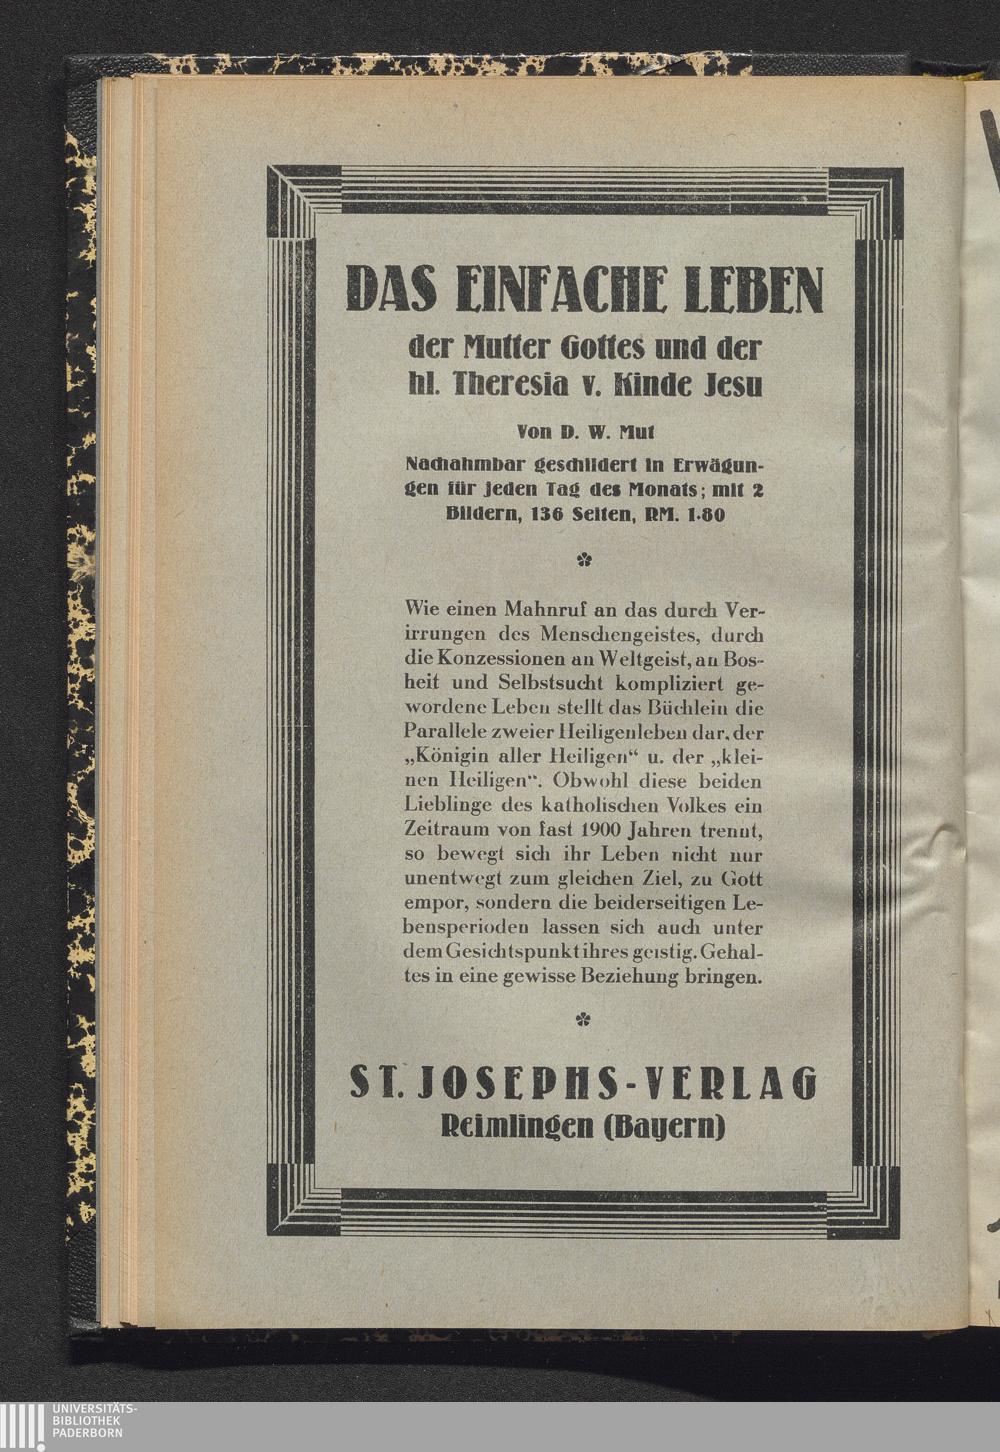 DAS EINFACHE LEBEN
der Mutter Gottes und der
hl. Theresia v. Kinde Jesu
Von D. W. Mut
Nachahmbar geschildert in Erwägun-
gen für jeden Tag des Monats; mit 2
Bildern, 136 Seiten, RM. 1.80
Wie einen Mahnruf an das durch Ver-
irrungen des Menschengeistes, durch
die Konzessionen an Weltgeist, an Bos-
heit und Selbstsucht kompliziert ge-
wordene Leben stellt das Büchlein die
Parallele zweier Heiligenleben dar, der
„Königin aller Heiligen“ u. der „klei-
nen Heiligen“. Obwohl diese beiden
Lieblinge des katholischen Volkes ein
Zeitraum von fast 1900 Jahren trennt,
so bewegt sich ihr Leben nicht nur
unentwegt zum gleichen Ziel, zu Gott
empor, sondern die beiderseitigen Le-
bensperioden lassen sich auch unter
dem Gesichtspunkt ihres geistig. Gehal-
tes in eine gewisse Beziehung bringen.
ST. JOSEPHS-VERLAG
Reimlingen (Bayern)
UNIVERSITÄTS-
BIBLIOTHEK
PADERBORN